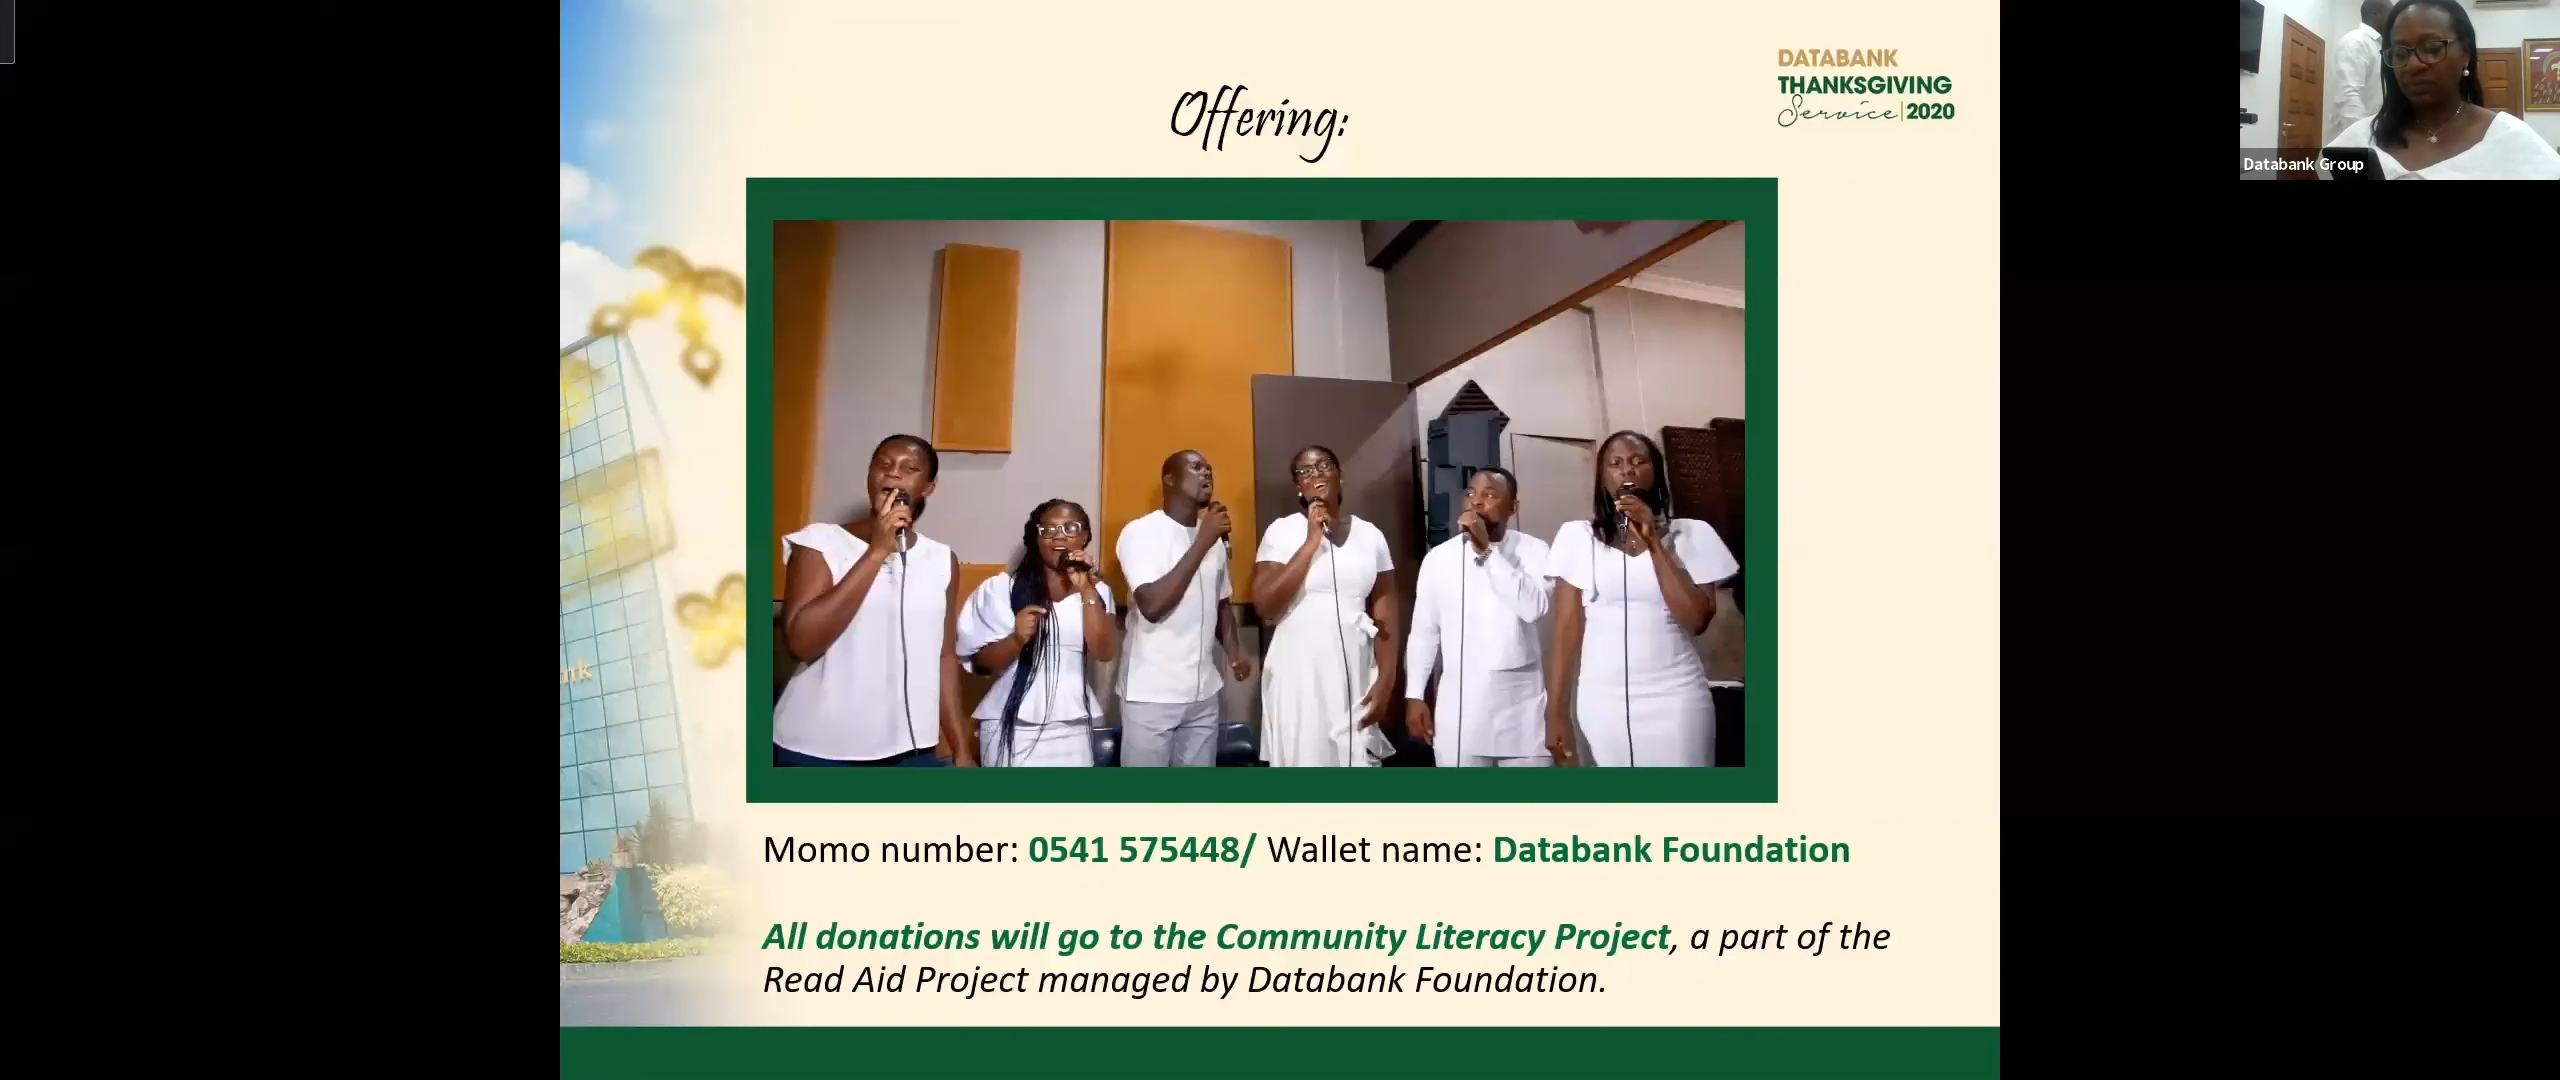 DATABANK
THANKSGIVING
Service | 2020
Offering:
Databank Group
Momo number: 0541 575448/ Wallet name: Databank Foundation
All donations will go to the Community Literacy Project, a part of the
Read Aid Project managed by Databank Foundation.